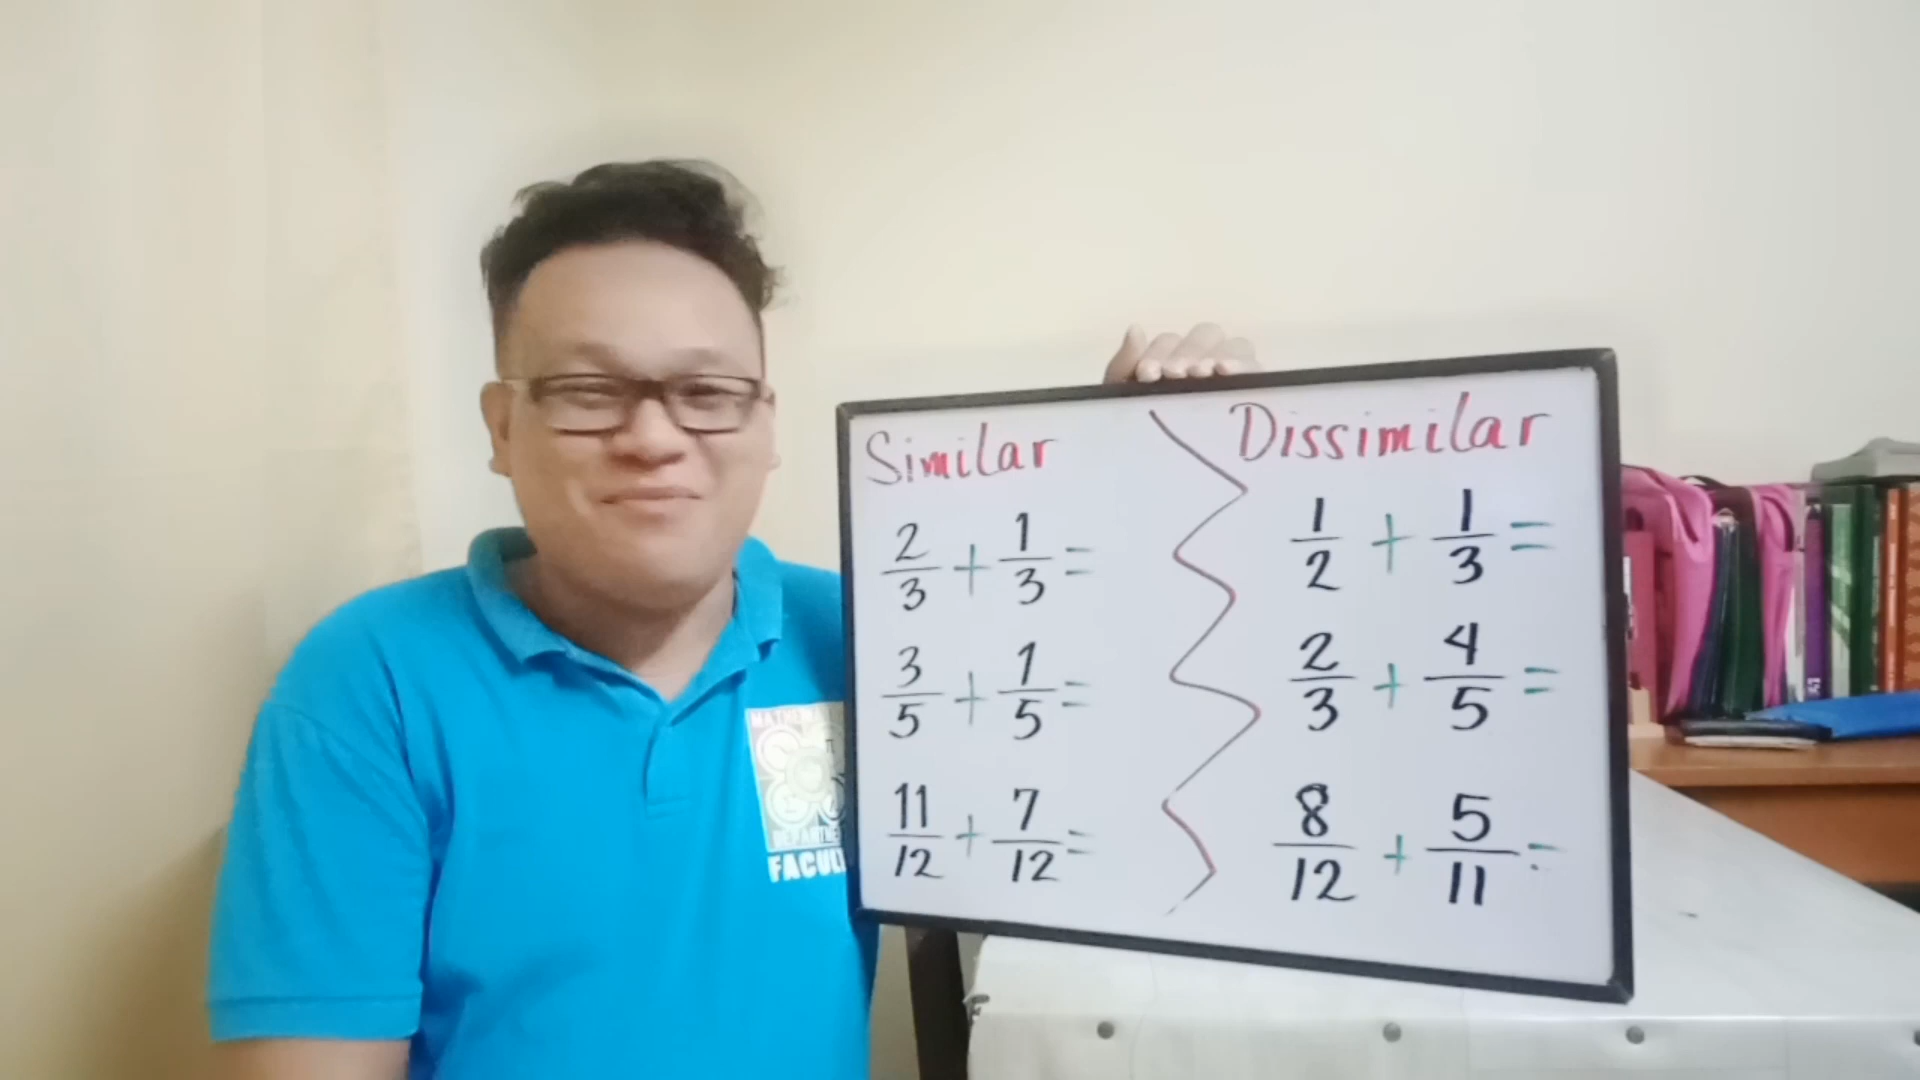 Similar
2/3 + 1/3 =
3/5 + 1/5 =
11/12 + 7/12 =
Dissimilar
1/2 + 1/3 =
2/3 + 4/5 =
8/12 + 5/11 =
π